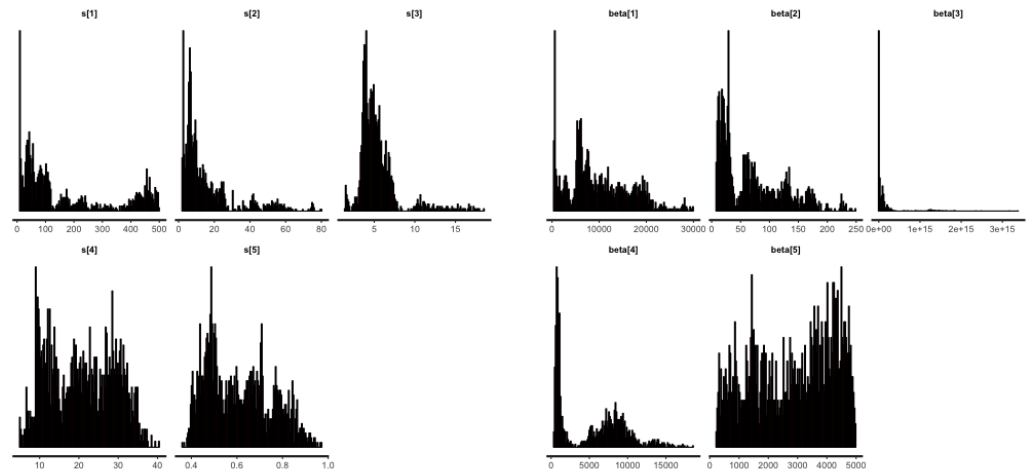 s[1] s[2] s[3] beta[1] beta[2] beta[3]
0 100 200 300 400 500 0 20 40 60 80 5 10 15 0 10000 20000 30000 0 50 100 150 200 250 0e+00 1e+15 2e+15 3e+15
s[4] s[5] beta[4] beta[5]
10 20 30 40 0.4 0.6 0.8 1.0 0 5000 10000 15000 0 1000 2000 3000 4000 5000